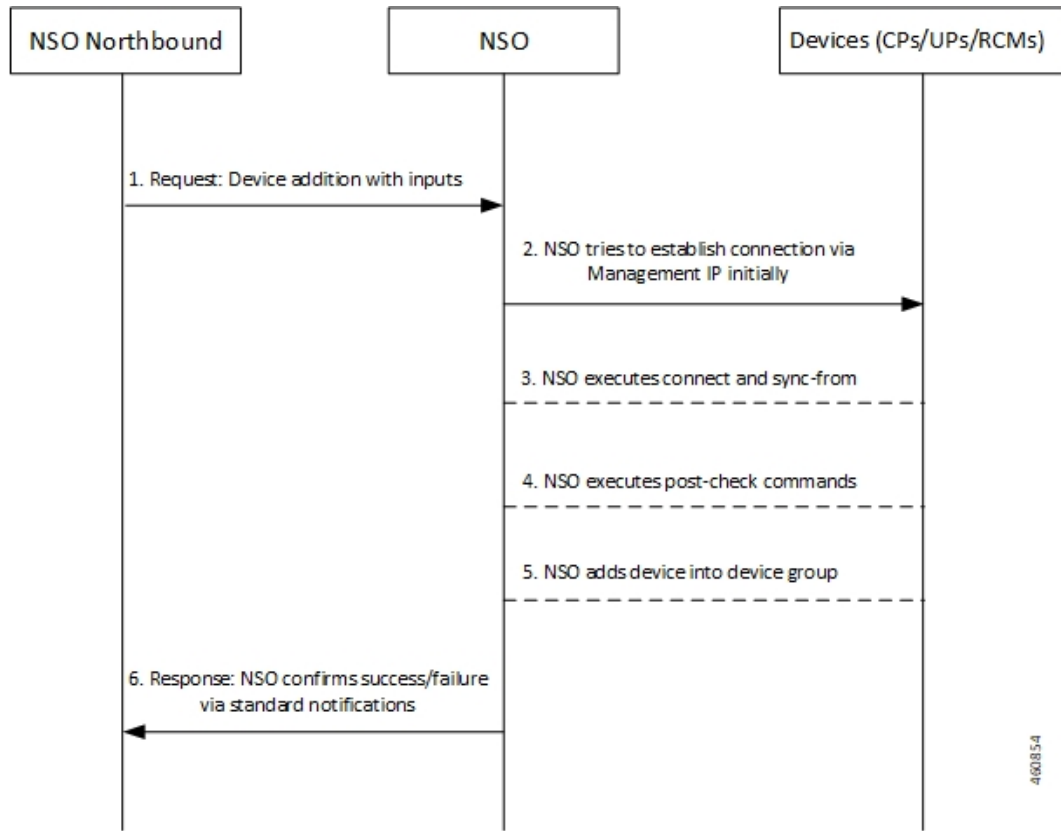 NSO Northbound
NSO
Devices (CPs/UPs/RCMs)
1. Request: Device addition with inputs
2. NSO tries to establish connection via
Management IP initially
3. NSO executes connect and sync-from
4. NSO executes post-check commands
5. NSO adds device into device group
6. Response: NSO confirms success/failure
via standard notifications
460854